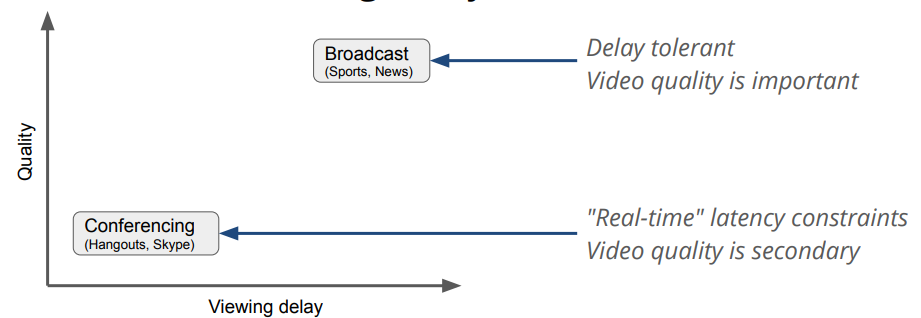 Broadcast
(Sports, News)
Delay tolerant
Video quality is important
Quality
Conferencing
(Hangouts, Skype)
"Real-time" latency constraints
Video quality is secondary
Viewing delay